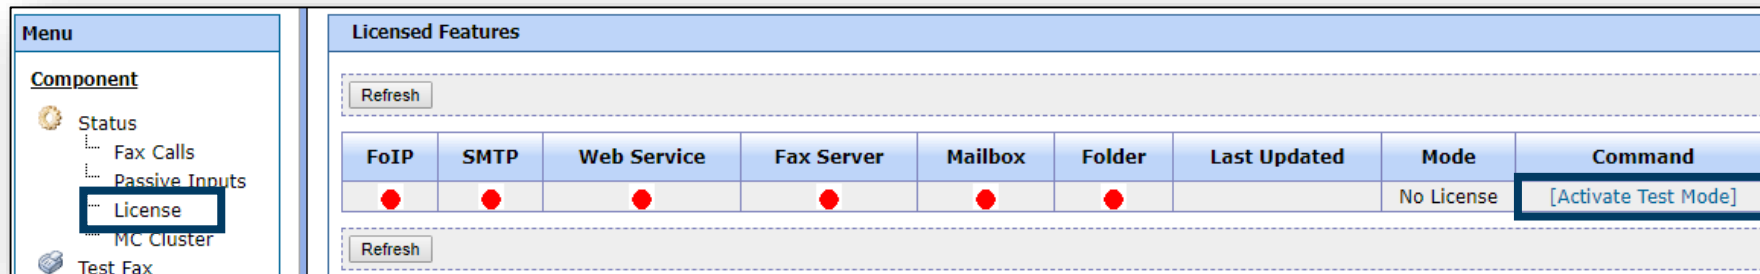 Menu
Component
Status
Fax Calls
Passive Inputs
License
MC Cluster
Test Fax
Licensed Features
Refresh
FoIP SMTP Web Service Fax Server Mailbox Folder Last Updated Mode Command
No License [Activate Test Mode]
Refresh